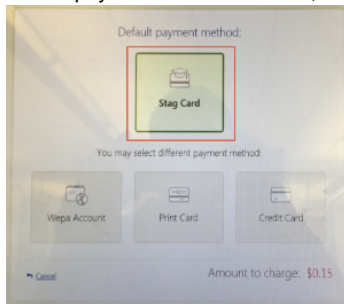 Default payment method:
Stag Card
You may select different payment method:
Wepa Account
Print Card
Credit Card
Cancel
Amount to charge: $0.15